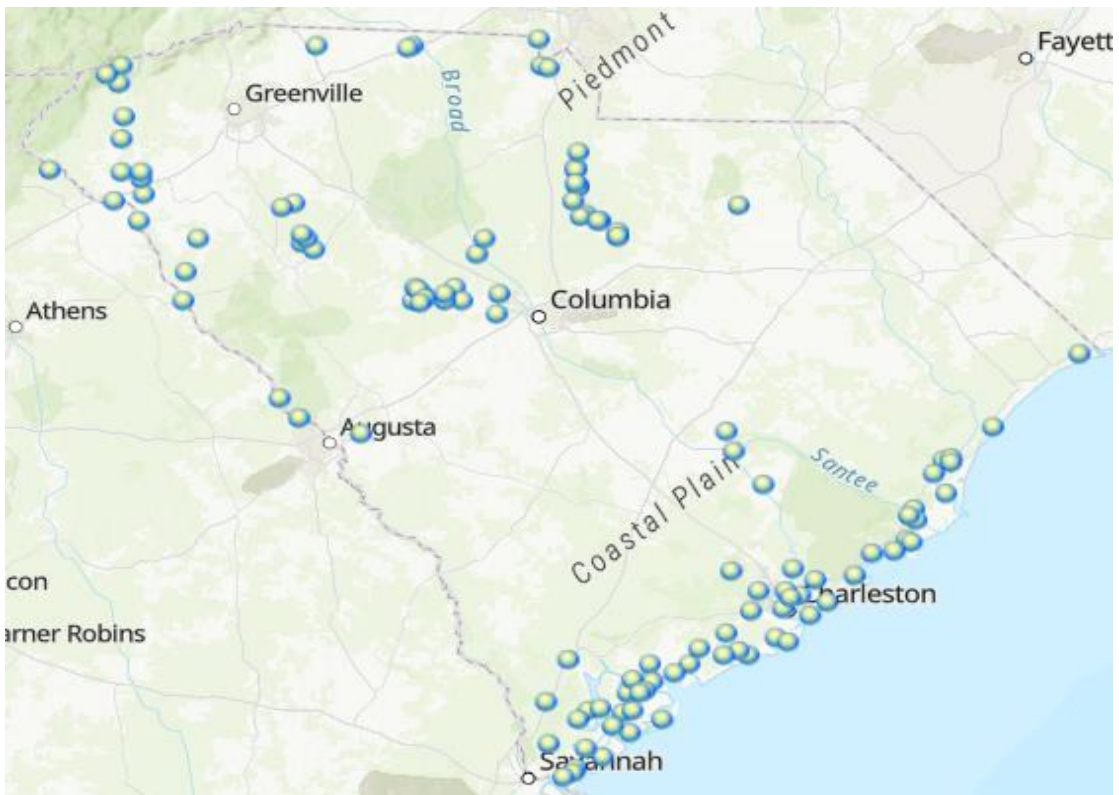 Piedmont
Fayett
Greenville
Broad
Athens
Columbia
Augusta
Santee
Coastal Plain
con
Charleston
arner Robins
Savannah